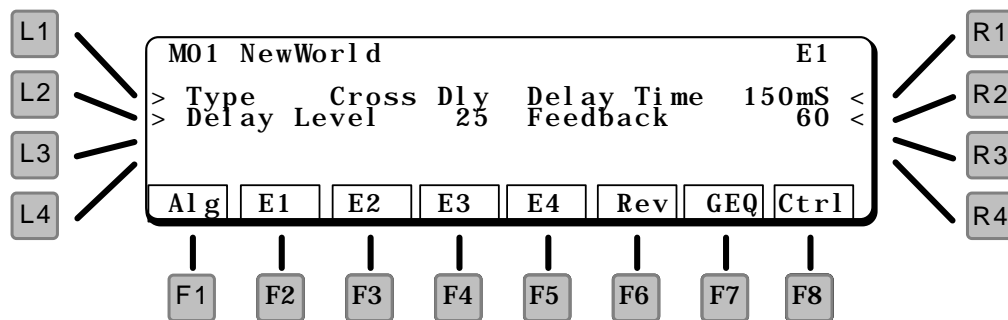 L1
L2
L3
L4
M01 NewWorld E1
> Type Cross Dly Delay Time 150mS <
> Delay Level 25 Feedback 60 <
Alg E1 E2 E3 E4 Rev GEQ Ctrl
R1
R2
R3
R4
F1 F2 F3 F4 F5 F6 F7 F8